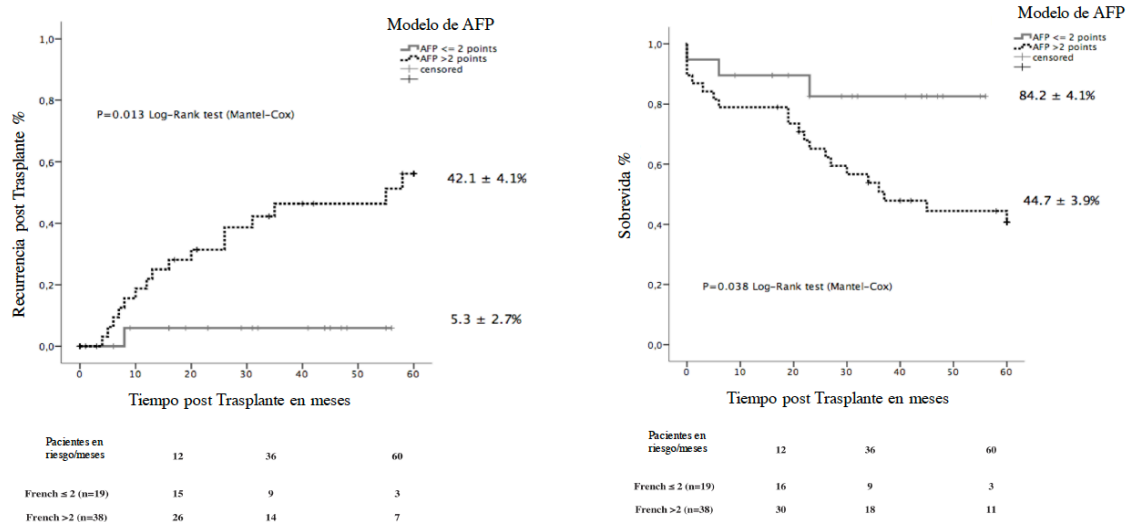 Modelo de AFP
AFP <= 2 points
AFP >2 points
censored
1,0
0,8
0,6
0,4
0,2
0,0
P=0.013 Log-Rank test (Mantel-Cox)
42.1 ± 4.1%
5.3 ± 2.7%
Recurrencia post Trasplante %
0 10 20 30 40 50 60
Tiempo post Trasplante en meses
Pacientes en
riesgo/meses 12 36 60
French ≤ 2 (n=19) 15 9 3
French >2 (n=38) 26 14 7
Modelo de AFP
AFP <= 2 points
AFP >2 points
censored
1,0
0,8
0,6
0,4
0,2
0,0
84.2 ± 4.1%
44.7 ± 3.9%
P=0.038 Log-Rank test (Mantel-Cox)
Sobrevida %
0 10 20 30 40 50 60
Tiempo post Trasplante en meses
Pacientes en
riesgo/meses 12 36 60
French ≤ 2 (n=19) 16 9 3
French >2 (n=38) 30 18 11